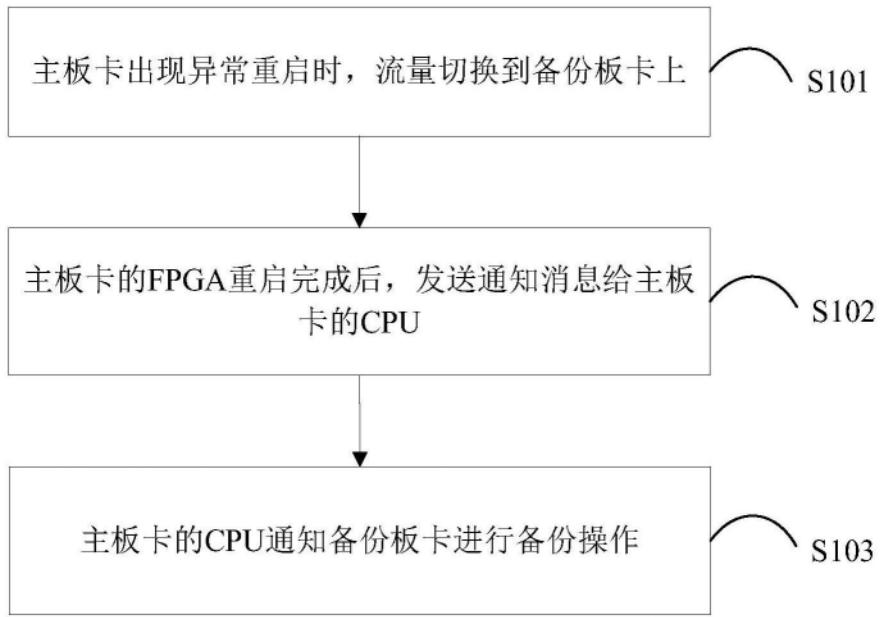 主板卡出现异常重启时，流量切换到备份板卡上
S101
主板卡的FPGA重启完成后，发送通知消息给主板
卡的CPU
S102
主板卡的CPU通知备份板卡进行备份操作
S103